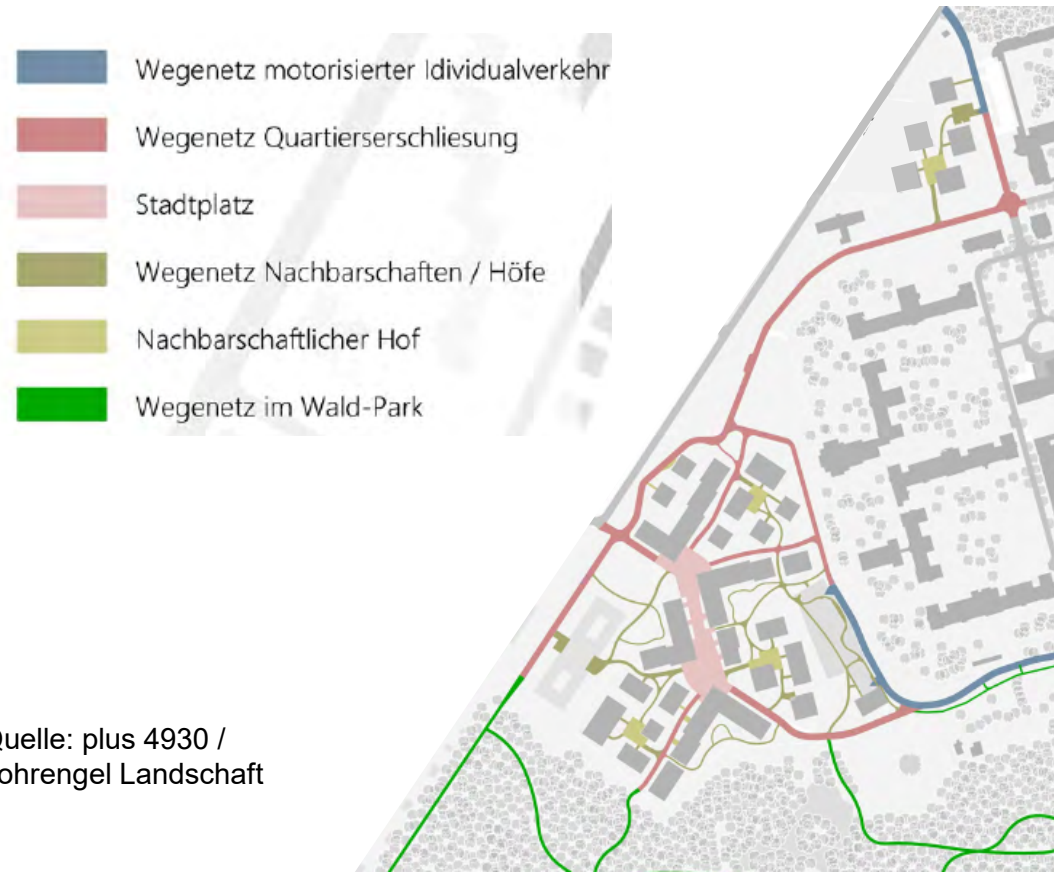 Wegenetz motorisierter Idividualverkehr
Wegenetz Quartierserschliesung
Stadtplatz
Wegenetz Nachbarschaften / Höfe
Nachbarschaftlicher Hof
Wegenetz im Wald-Park
Quelle: plus 4930 /
ohrengel Landschaft